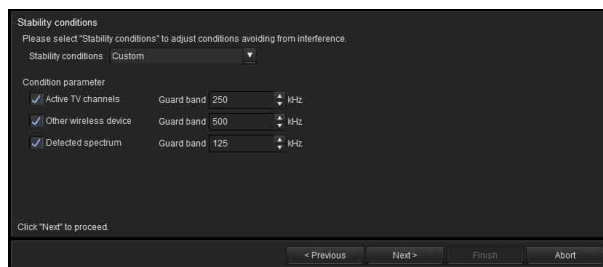 Stability conditions
Please select "Stability conditions" to adjust conditions avoiding from interference.
Stability conditions Custom
Condition parameter
Active TV channels Guard band 250 kHz
Other wireless device Guard band 500 kHz
Detected spectrum Guard band 125 kHz
Click "Next" to proceed.
< Previous Next > Finish Abort